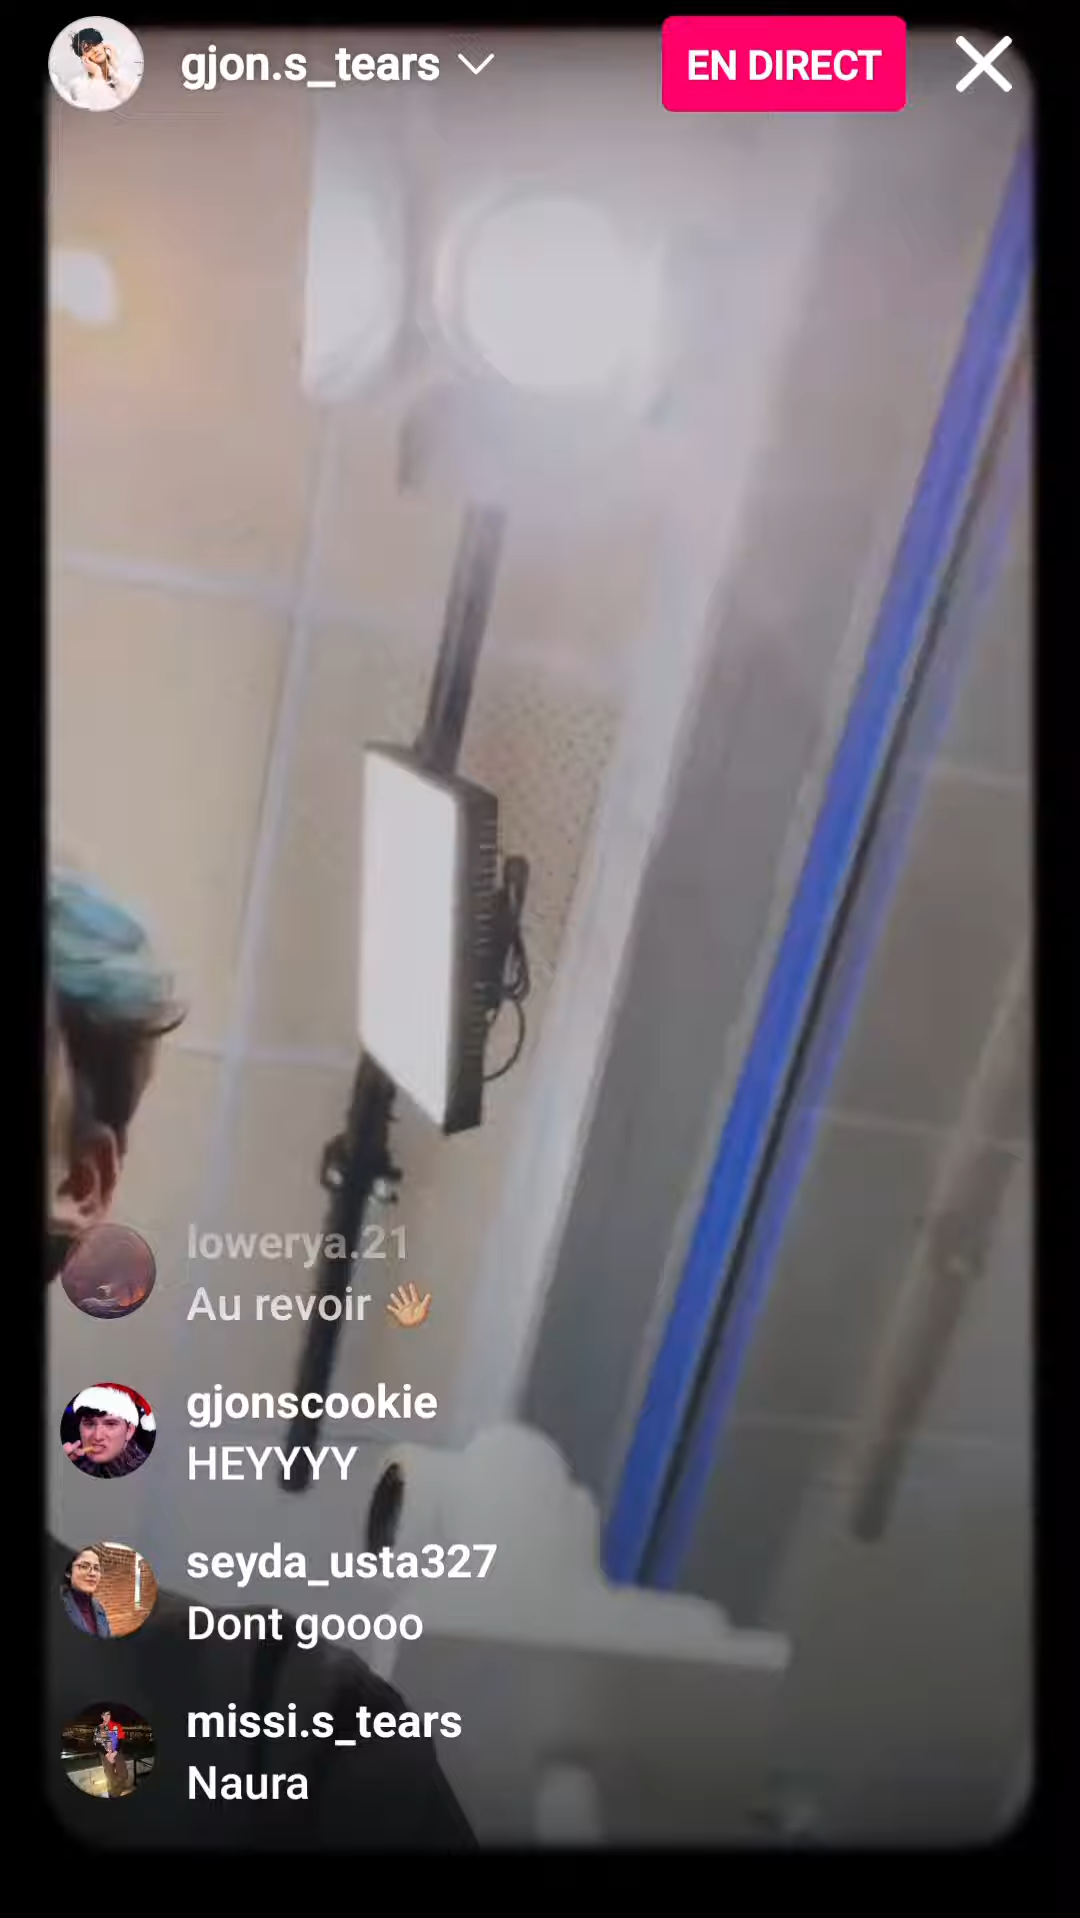 gjon.s_tears
EN DIRECT
lowerya.21
Au revoir 👋🏼
gjonscookie
HEYYYY
seyda_usta327
Dont goooo
missi.s_tears
Naura